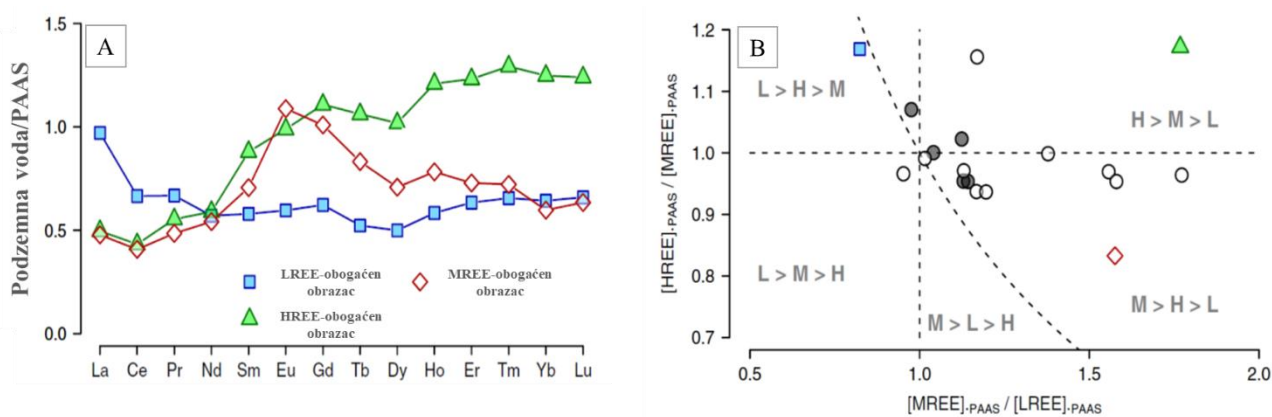 A
Podzemna voda/PAAS
1.5
1.0
0.5
0.0
LREE-obogaćen
obrazac
MREE-obogaćen
obrazac
HREE-obogaćen
obrazac
La Ce Pr Nd Sm Eu Gd Tb Dy Ho Er Tm Yb Lu
B
[HREE]-PAAS / [MREE]-PAAS
1.2
1.1
1.0
0.9
0.8
0.7
L > H > M
H > M > L
L > M > H
M > L > H
M > H > L
0.5 1.0 1.5 2.0
[MREE]-PAAS / [LREE]-PAAS